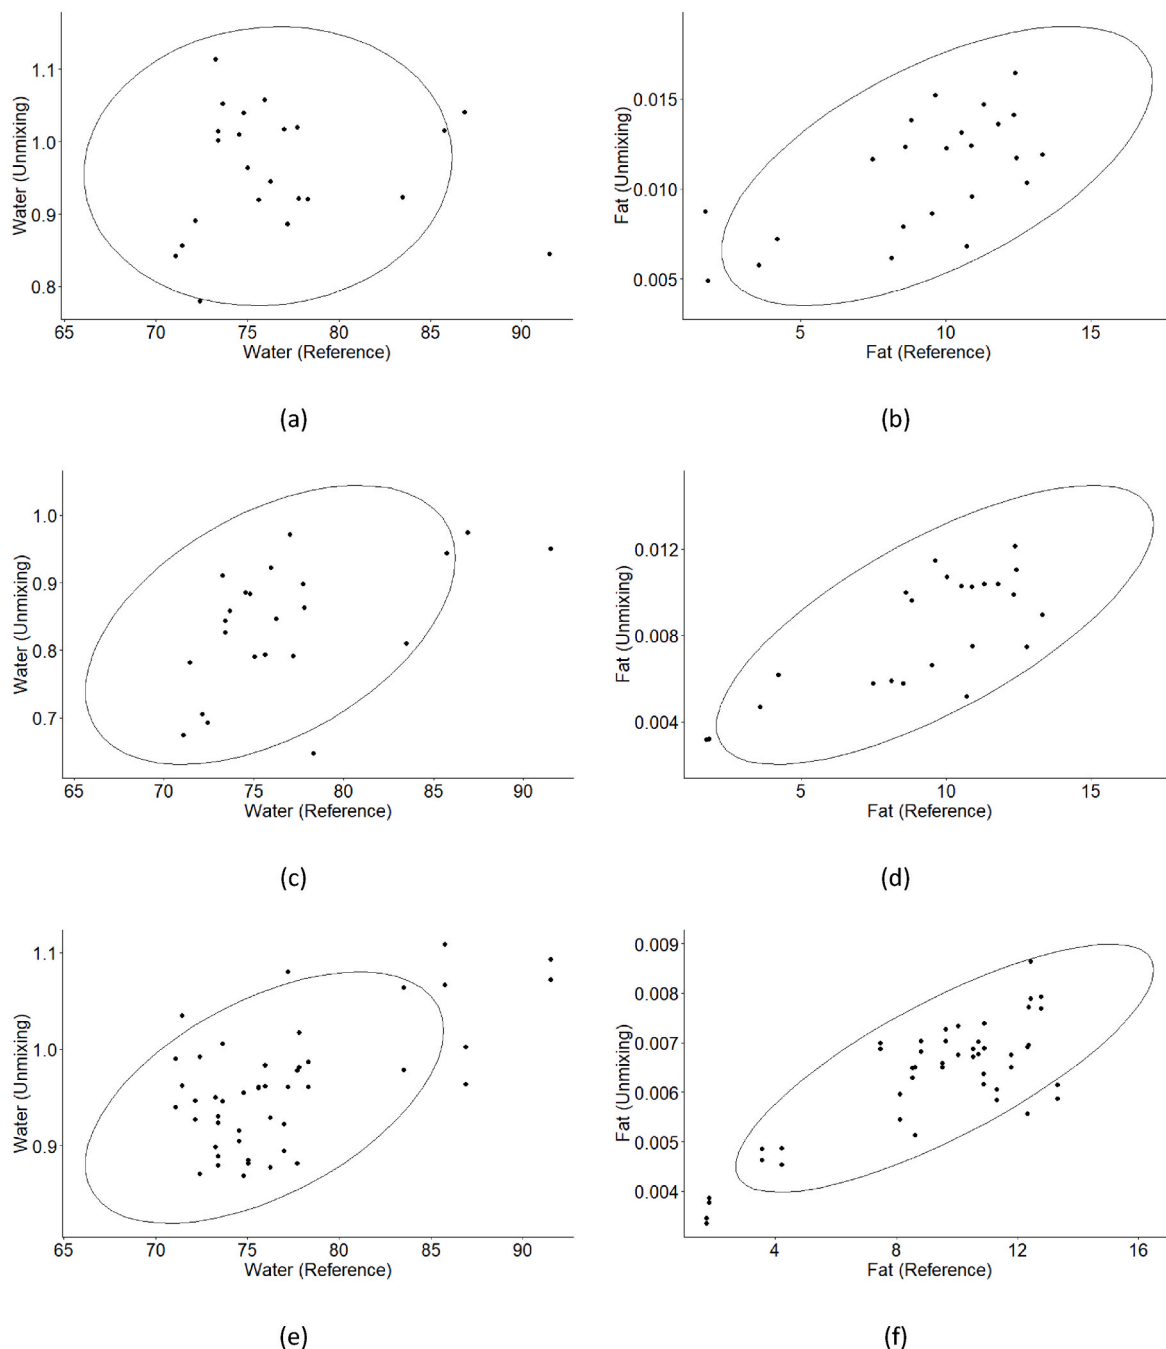 1.1
1.0
0.9
0.8
Water (Unmixing)
65 70 75 80 85 90
Water (Reference)
(a)
0.015
0.010
0.005
Fat (Unmixing)
5 10 15
Fat (Reference)
(b)
1.0
0.9
0.8
0.7
Water (Unmixing)
65 70 75 80 85 90
Water (Reference)
(c)
0.012
0.008
0.004
Fat (Unmixing)
5 10 15
Fat (Reference)
(d)
1.1
1.0
0.9
Water (Unmixing)
65 70 75 80 85 90
Water (Reference)
(e)
0.009
0.008
0.007
0.006
0.005
0.004
Fat (Unmixing)
4 8 12 16
Fat (Reference)
(f)